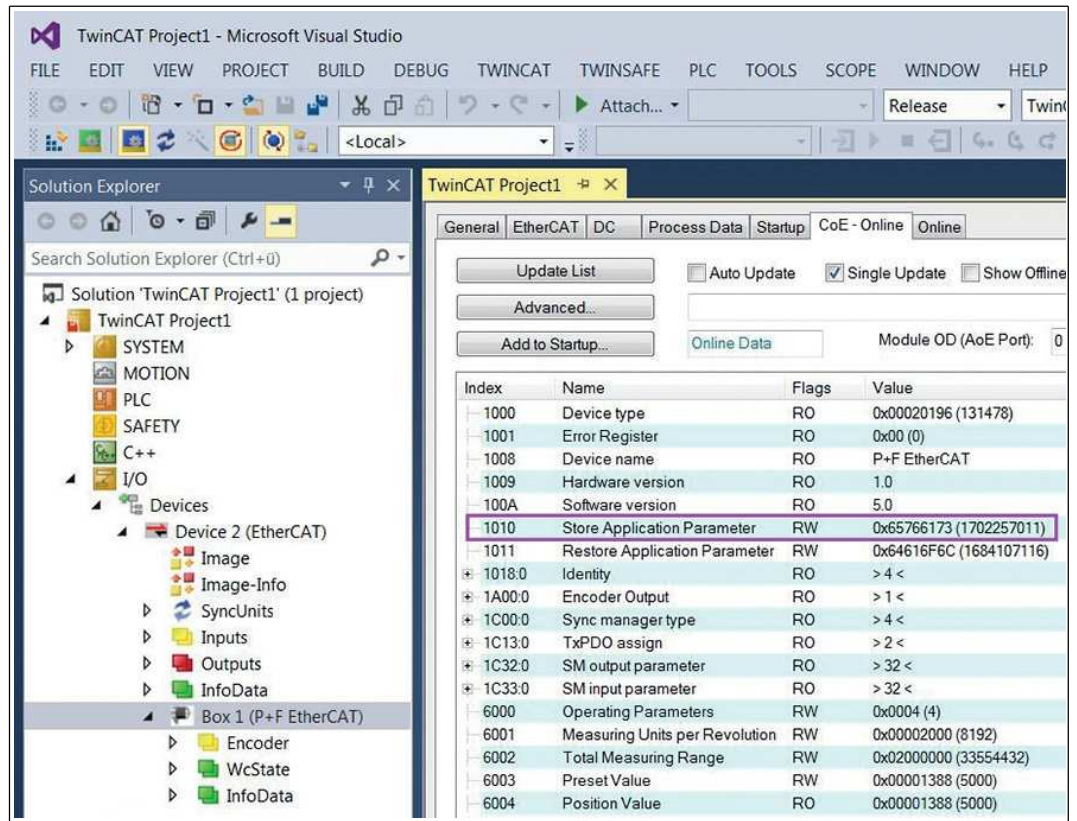 TwinCAT Project1 - Microsoft Visual Studio
FILE EDIT VIEW PROJECT BUILD DEBUG TWINCAT TWINSAFE PLC TOOLS SCOPE WINDOW HELP
Attach... Release
<Local>
Solution Explorer
Search Solution Explorer (Ctrl+ü)
Solution 'TwinCAT Project1' (1 project)
TwinCAT Project1
SYSTEM
MOTION
PLC
SAFETY
C++
I/O
Devices
Device 2 (EtherCAT)
Image
Image-Info
SyncUnits
Inputs
Outputs
InfoData
Box 1 (P+F EtherCAT)
Encoder
WcState
InfoData
TwinCAT Project1
General EtherCAT DC Process Data Startup CoE - Online Online
Update List Auto Update Single Update Show Offline
Advanced...
Add to Startup... Online Data Module OD (AoE Port): 0
Index Name Flags Value
1000 Device type RO 0x00020196 (131478)
1001 Error Register RO 0x00 (0)
1008 Device name RO P+F EtherCAT
1009 Hardware version RO 1.0
100A Software version RO 5.0
1010 Store Application Parameter RW 0x65766173 (1702257011)
1011 Restore Application Parameter RW 0x64616F6C (1684107116)
1018:0 Identity RO > 4 <
1A00:0 Encoder Output RO > 1 <
1C00:0 Sync manager type RO > 4 <
1C13:0 TxPDO assign RO > 2 <
1C32:0 SM output parameter RO > 32 <
1C33:0 SM input parameter RO > 32 <
6000 Operating Parameters RW 0x0004 (4)
6001 Measuring Units per Revolution RW 0x00002000 (8192)
6002 Total Measuring Range RW 0x02000000 (33554432)
6003 Preset Value RW 0x00001388 (5000)
6004 Position Value RO 0x00001388 (5000)